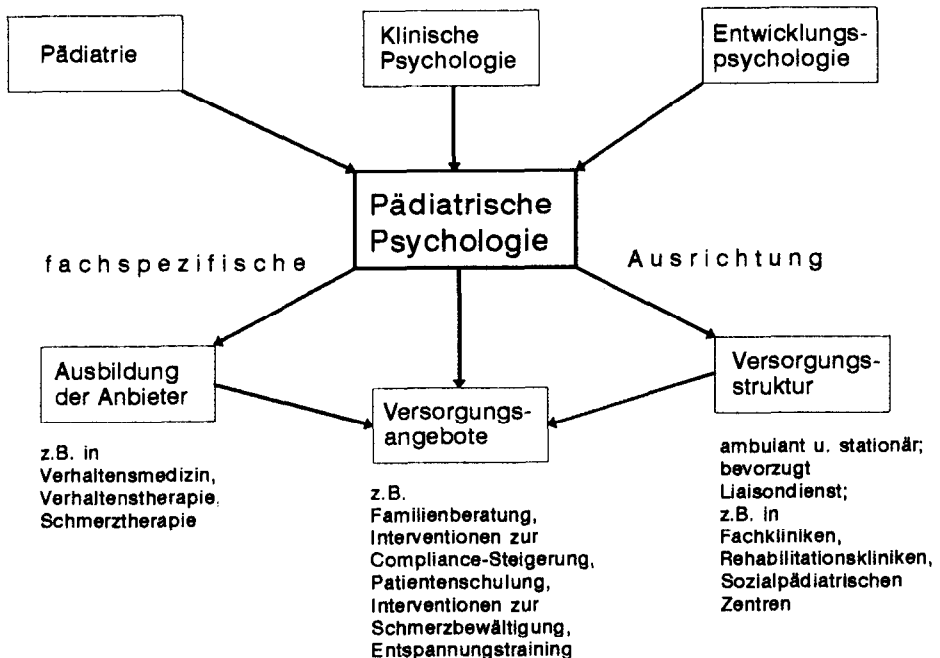 Pädiatrie
Klinische
Psychologie
Entwicklungs-
psychologie
Pädiatrische
Psychologie
fachspezifische
Ausrichtung
Ausbildung
der Anbieter
Versorgungs-
angebote
Versorgungs-
struktur
z.B. in
Verhaltensmedizin,
Verhaltenstherapie,
Schmerztherapie
z.B.
Familienberatung,
Interventionen zur
Compliance-Steigerung,
Patientenschulung,
Interventionen zur
Schmerzbewältigung,
Entspannungstraining
ambulant u. stationär;
bevorzugt
Liaisondienst;
z.B. in
Fachkliniken,
Rehabilitationskliniken,
Sozialpädiatrischen
Zentren